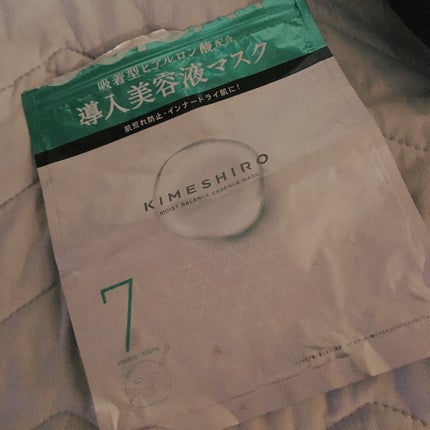 吸着型ヒアルロン酸配合
導入美容液マスク
肌荒れ防止・インナードライ肌に!
KIMESHIRO
MOIST BALANCE ESSENCE MASK
7